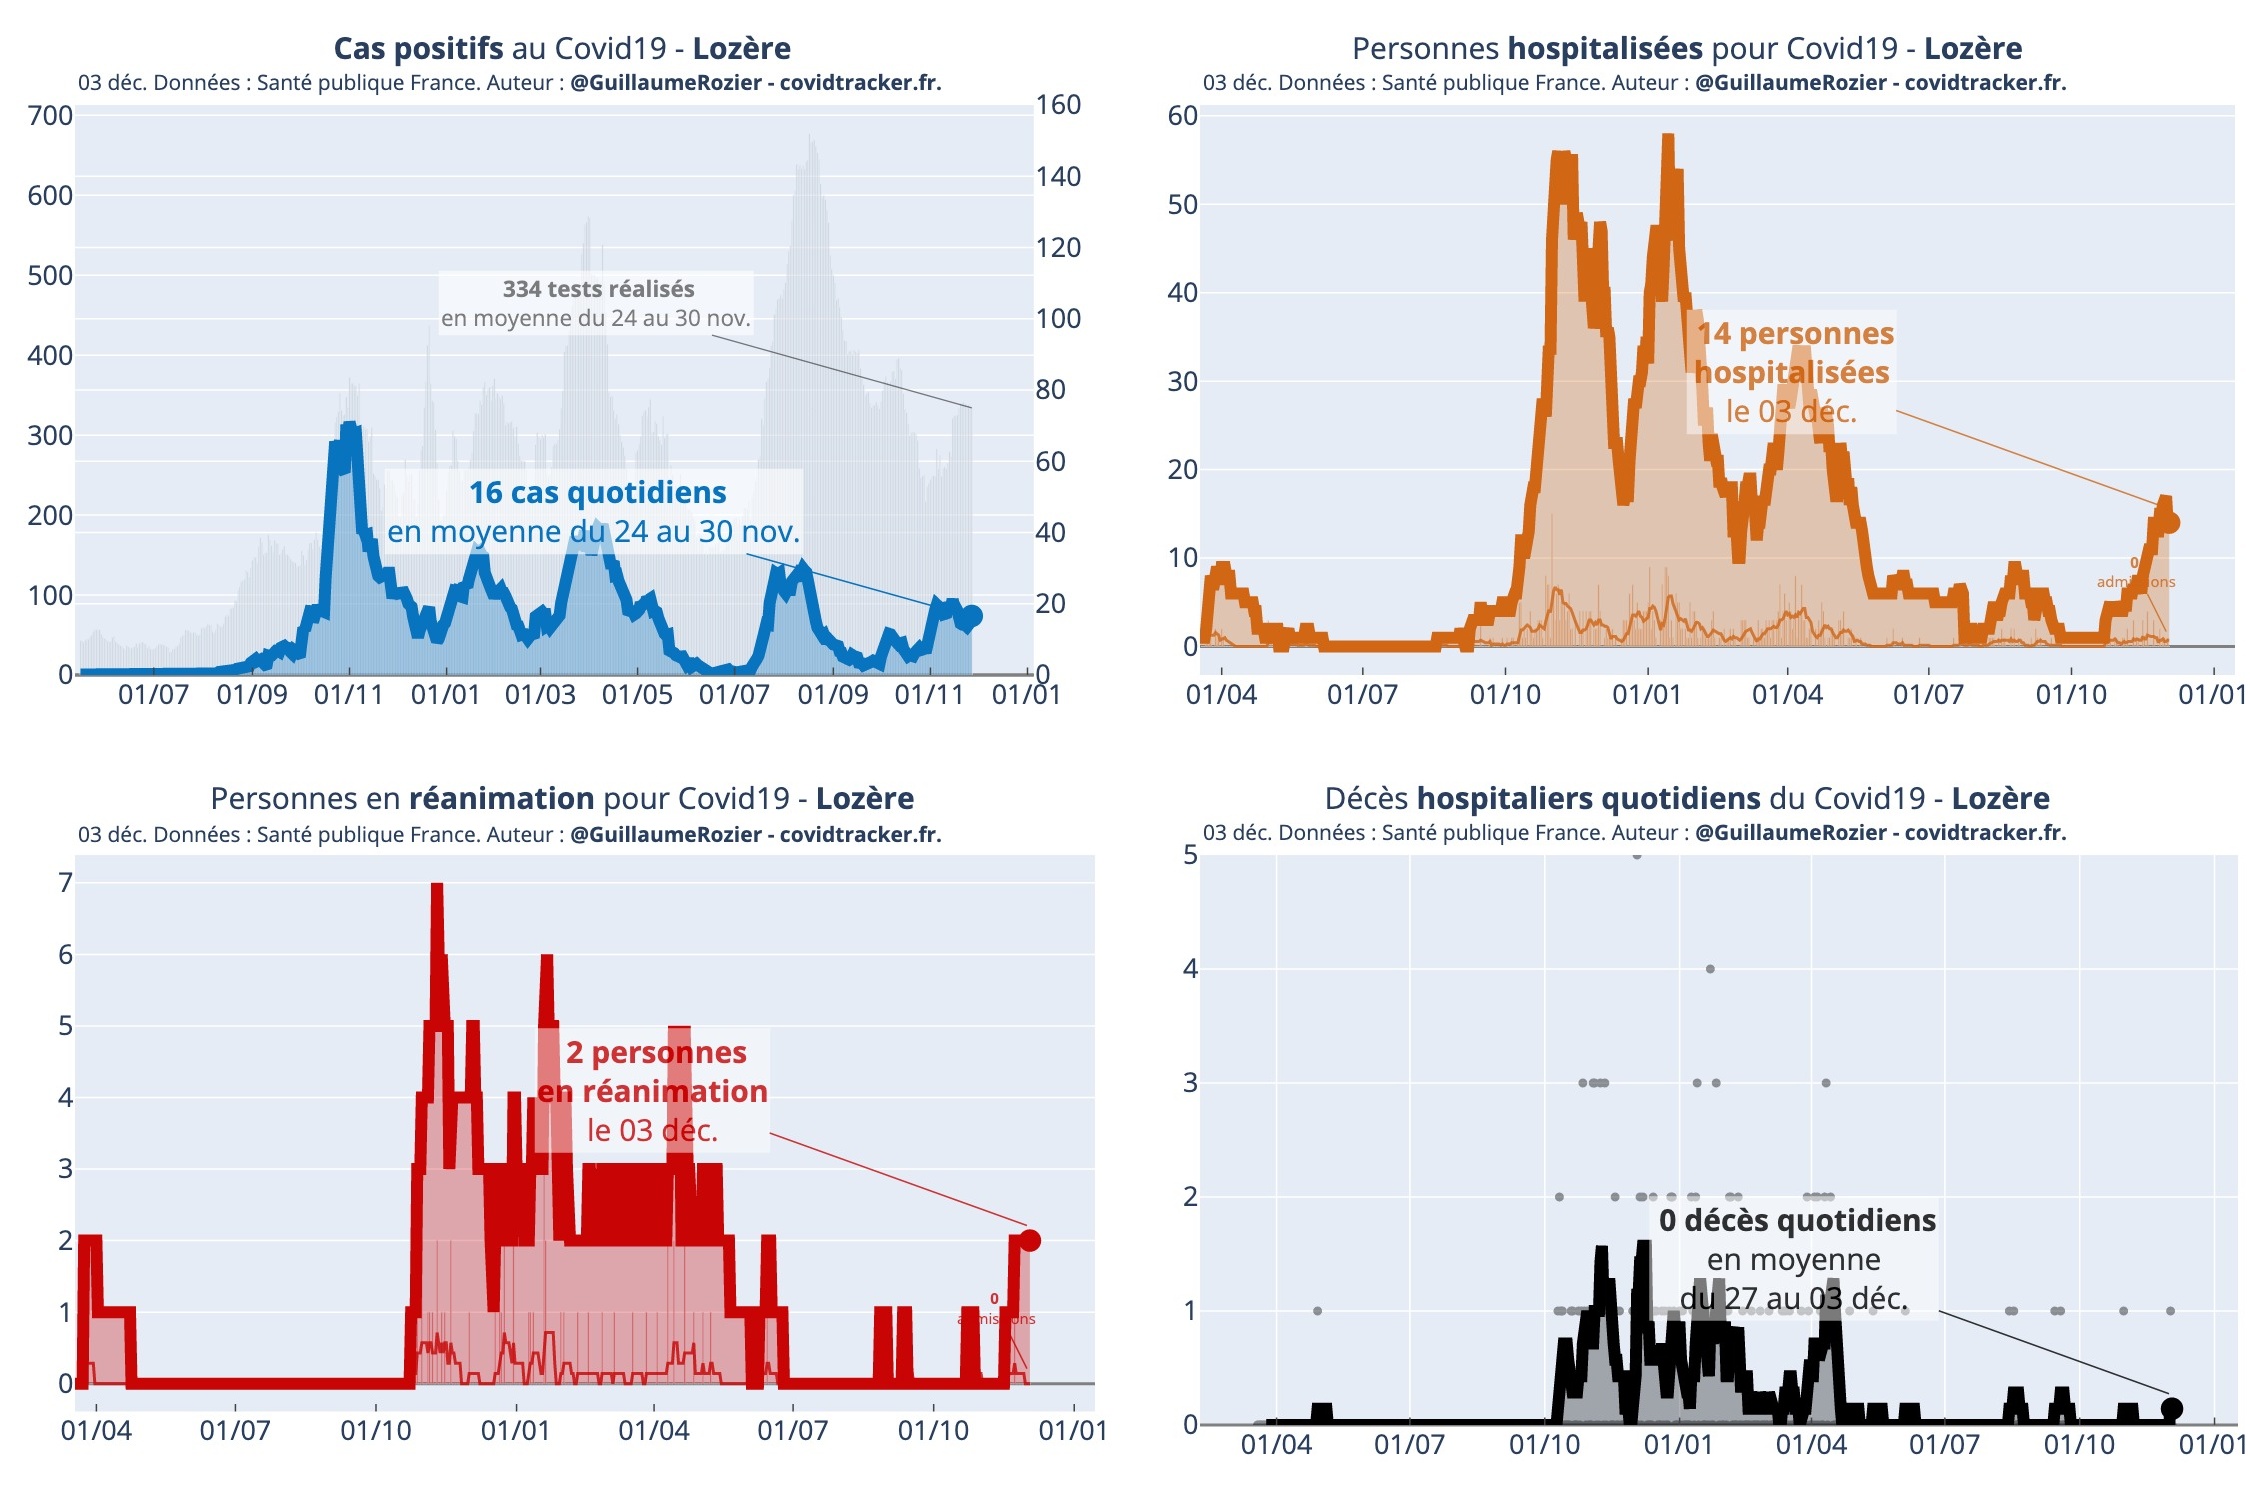 Cas positifs au Covid19 - Lozère
03 déc. Données : Santé publique France. Auteur : @GuillaumeRozier - covidtracker.fr.
700
600
500
400
300
200
100
0
160
140
120
100
80
60
40
20
0
334 tests réalisés
en moyenne du 24 au 30 nov.
16 cas quotidiens
en moyenne du 24 au 30 nov.
01/07 01/09 01/11 01/01 01/03 01/05 01/07 01/09 01/11 01/01
Personnes hospitalisées pour Covid19 - Lozère
03 déc. Données : Santé publique France. Auteur : @GuillaumeRozier - covidtracker.fr.
60
50
40
30
20
10
0
14 personnes
hospitalisées
le 03 déc.
0
admissions
01/04 01/07 01/10 01/01 01/04 01/07 01/10 01/01
Personnes en réanimation pour Covid19 - Lozère
03 déc. Données : Santé publique France. Auteur : @GuillaumeRozier - covidtracker.fr.
7
6
5
4
3
2
1
0
2 personnes
en réanimation
le 03 déc.
0
admissions
01/04 01/07 01/10 01/01 01/04 01/07 01/10 01/01
Décès hospitaliers quotidiens du Covid19 - Lozère
03 déc. Données : Santé publique France. Auteur : @GuillaumeRozier - covidtracker.fr.
5
4
3
2
1
0
0 décès quotidiens
en moyenne
du 27 au 03 déc.
01/04 01/07 01/10 01/01 01/04 01/07 01/10 01/01